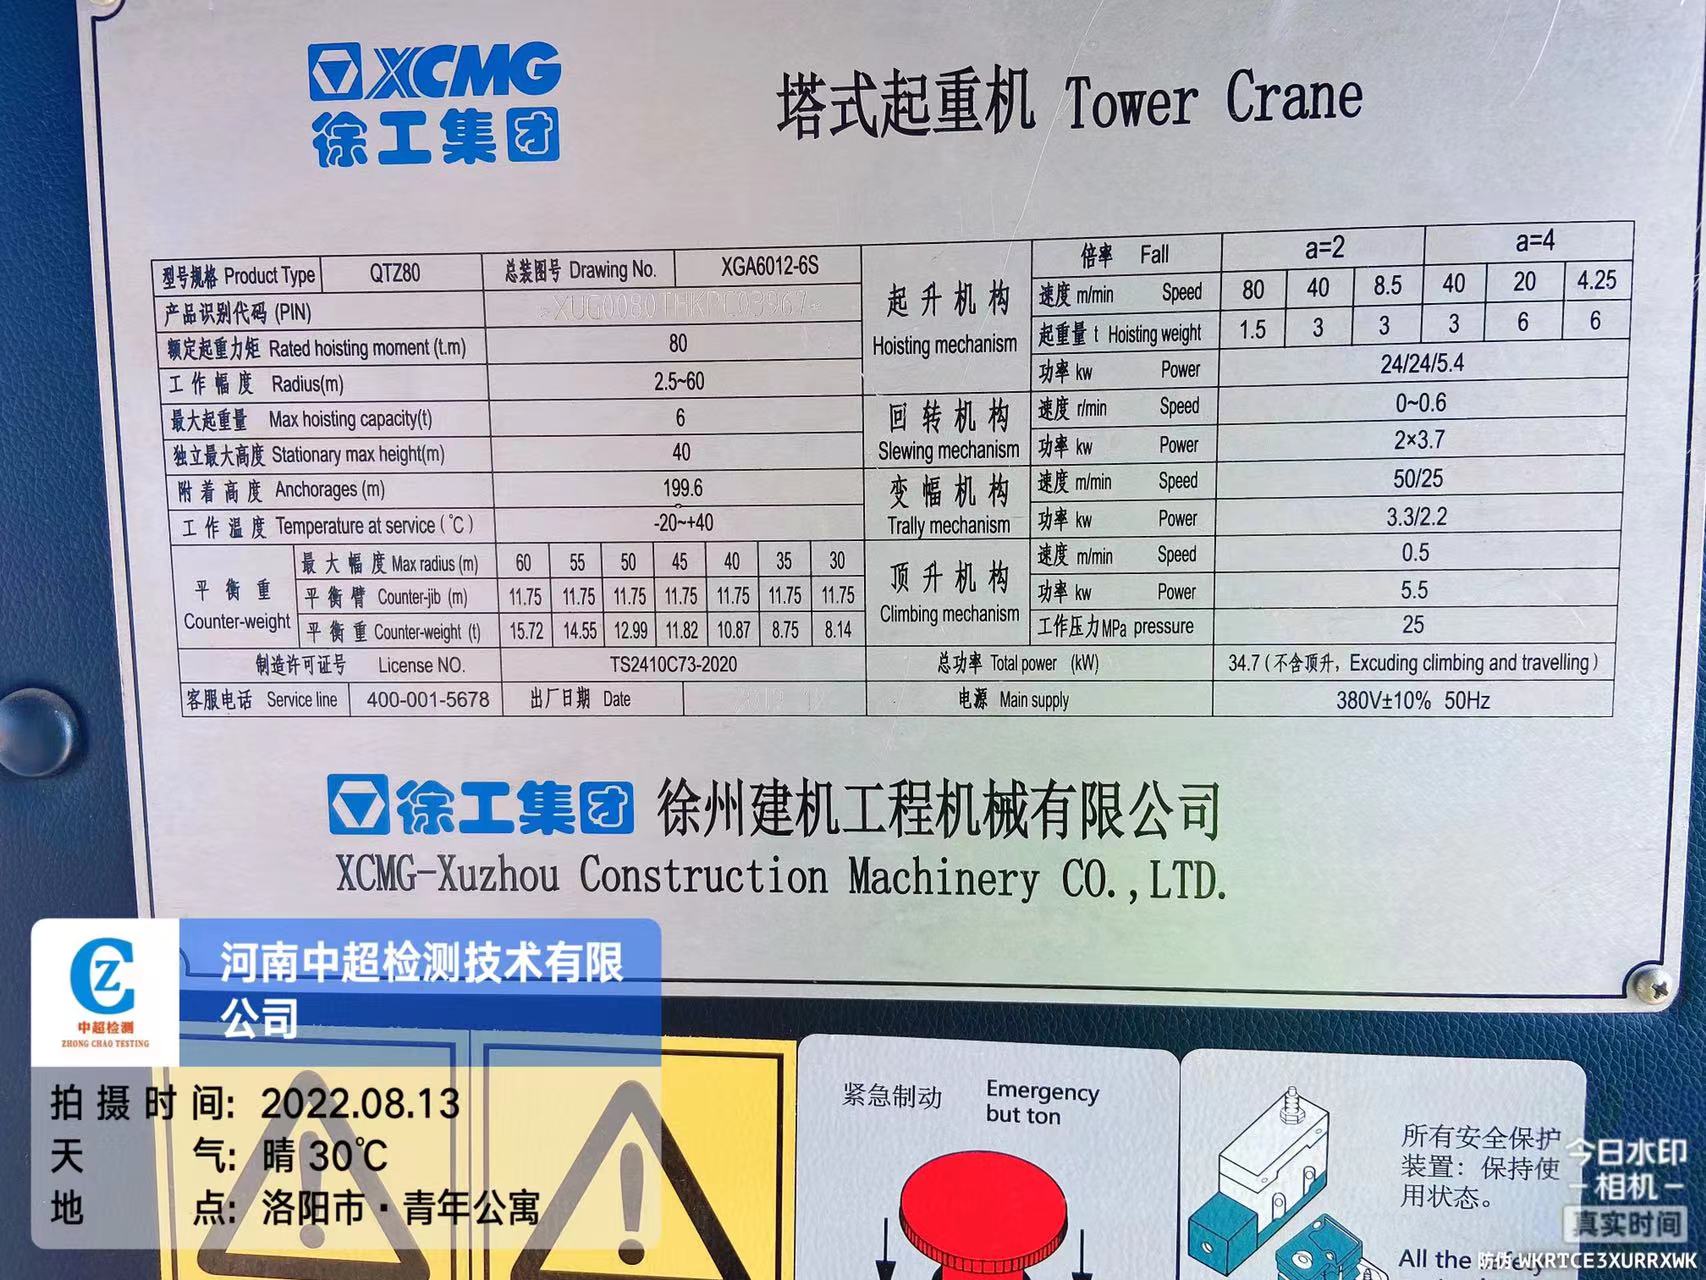 XCMG
徐工集团
塔式起重机 Tower Crane
型号规格 Product Type QTZ80 总装图号 Drawing No. XGA6012-6S
产品识别代码 (PIN)
额定起重力矩 Rated hoisting moment (t.m) 80
工作幅度 Radius(m) 2.5~60
最大起重量 Max hoisting capacity(t) 6
独立最大高度 Stationary max height(m) 40
附着高度 Anchorages (m) 199.6
工作温度 Temperature at service (℃) -20~+40
平衡重 Counter-weight
最大幅度 Max radius (m) 60 55 50 45 40 35 30
平衡臂 Counter-jib (m) 11.75 11.75 11.75 11.75 11.75 11.75 11.75
平衡重 Counter-weight (t) 15.72 14.55 12.99 11.82 10.87 8.75 8.14
制造许可证号 License NO. TS2410C73-2020
客服电话 Service line 400-001-5678 出厂日期 Date
起升机构 Hoisting mechanism
倍率 Fall a=2 a=4
速度 m/min Speed 80 40 8.5 40 20 4.25
起重量 t Hoisting weight 1.5 3 3 3 6 6
功率 kw Power 24/24/5.4
回转机构 Slewing mechanism
速度 r/min Speed 0~0.6
功率 kw Power 2×3.7
变幅机构 Trally mechanism
速度 m/min Speed 50/25
功率 kw Power 3.3/2.2
顶升机构 Climbing mechanism
速度 m/min Speed 0.5
功率 kw Power 5.5
工作压力MPa pressure 25
总功率 Total power (kW) 34.7 (不含顶升, Excuding climbing and travelling)
电源 Main supply 380V±10% 50Hz
徐工集团 徐州建机工程机械有限公司
XCMG-Xuzhou Construction Machinery CO.,LTD.
中超检测
ZHONG CHAO TESTING
河南中超检测技术有限
公司
拍摄时间: 2022.08.13
天气: 晴 30℃
地点: 洛阳市·青年公寓
紧急制动
Emergency
but ton
所有安全保护
装置：保持使
用状态。
All the safety
今日水印
相机
真实时间
防伪 WKRTCE3XURRXWK